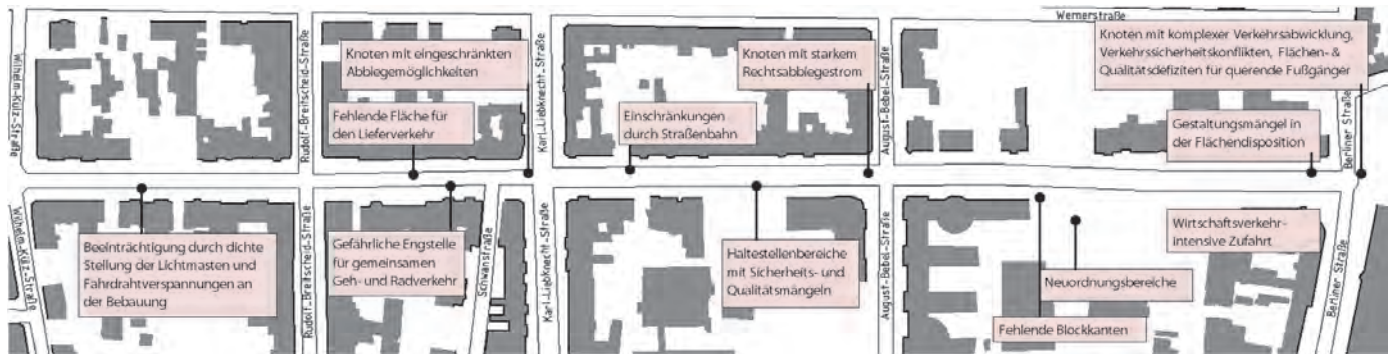 Wernerstraße
Wilhelm-Kulz-Straße
Rudolf-Breitscheid-Straße
Karl-Liebknecht-Straße
August-Bebel-Straße
Berliner Straße
Knoten mit eingeschränkten
Abbiegemöglichkeiten
Knoten mit starkem
Rechtsabbiegestrom
Knoten mit komplexer Verkehrsabwicklung,
Verkehrssicherheitskonflikten, Flächen- &
Qualitätsdefiziten für querende Fußgänger
Fehlende Fläche für
den Lieferverkehr
Einschränkungen
durch Straßenbahn
Gestaltungsmängel in
der Flächendisposition
Wilhelm-Külz-Straße
Rudolf-Breitscheid-Straße
Schwanstraße
Karl-Liebknecht-Straße
August-Bebel-Straße
Berliner Straße
Beeinträchtigung durch dichte
Stellung der Lichtmasten und
Fahrdrahtverspannungen an
der Bebauung
Gefährliche Engstelle
für gemeinsamen
Geh- und Radverkehr
Haltestellenbereiche
mit Sicherheits- und
Qualitätsmängeln
Wirtschaftsverkehr-
intensive Zufahrt
Neuordnungsbereiche
Fehlende Blockkanten